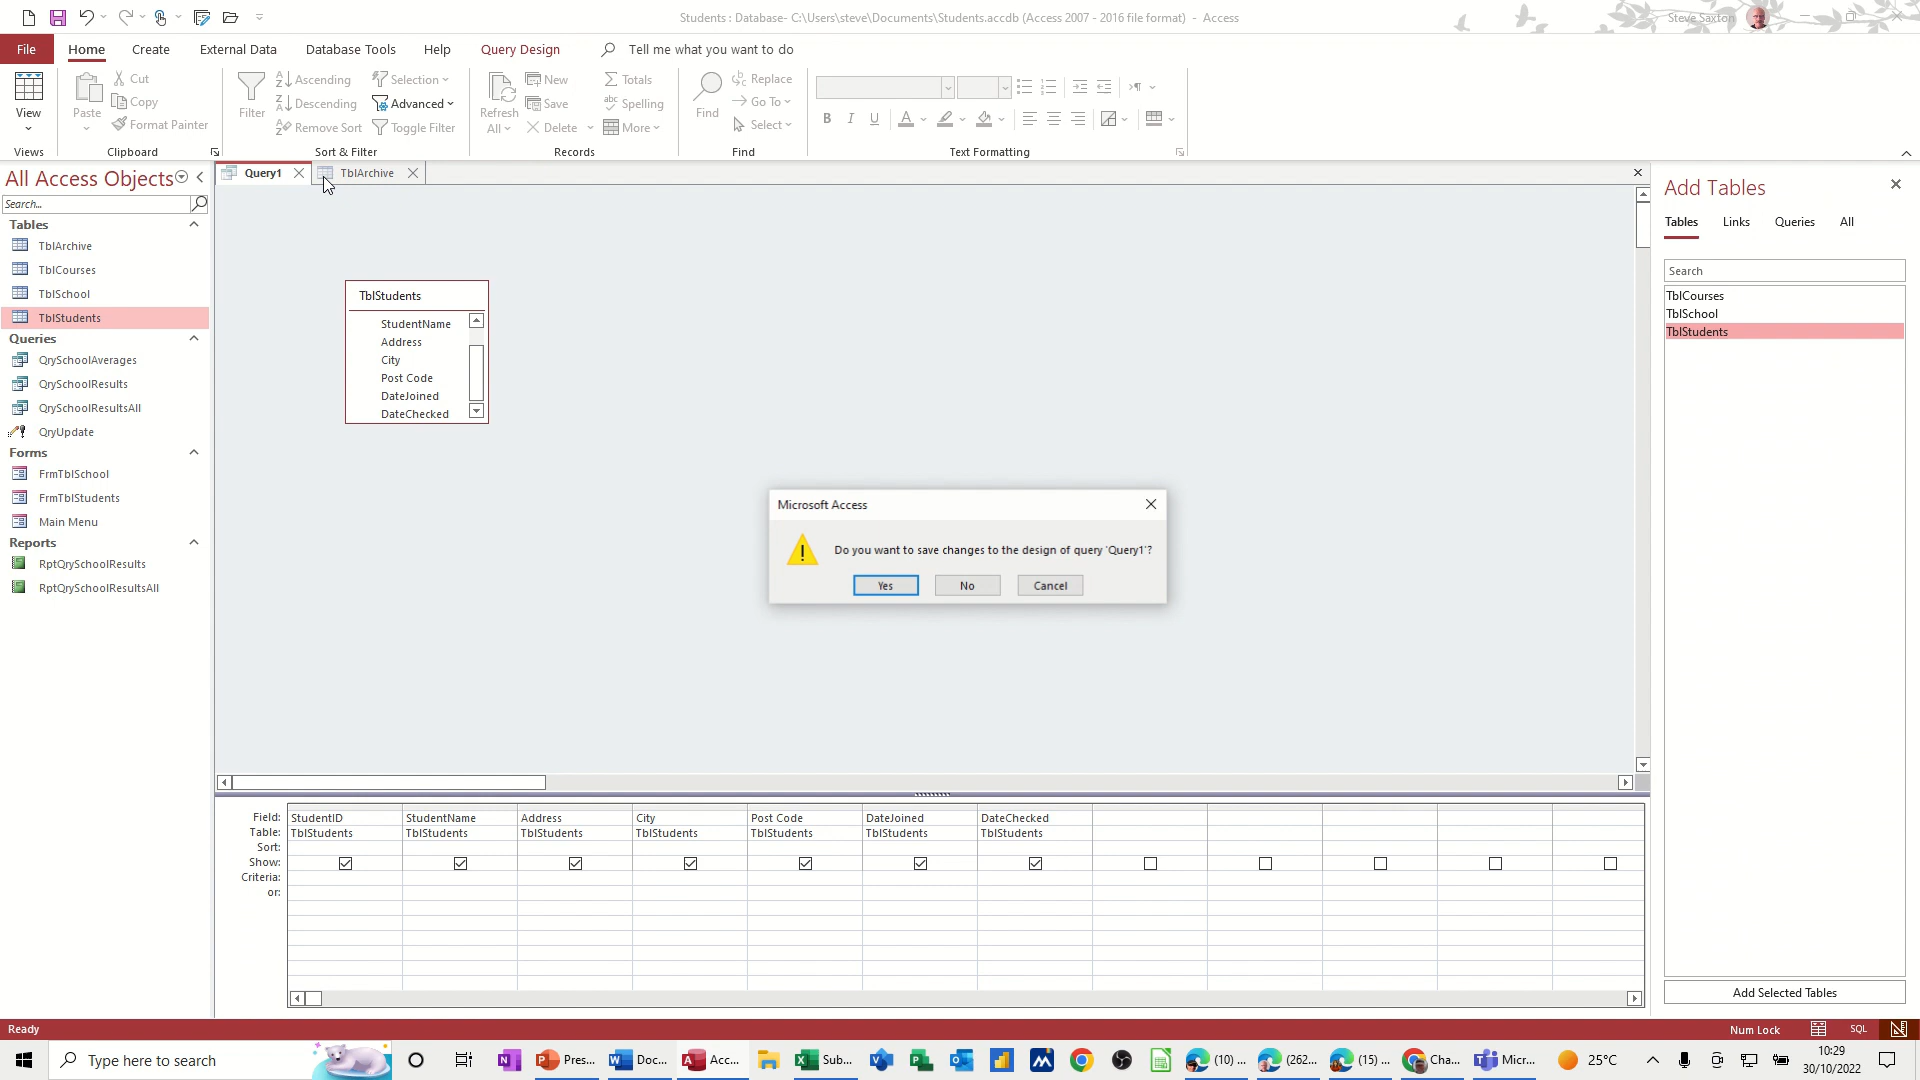 Students : Database- C:\Users\steve\Documents\Students.accdb (Access 2007 - 2016 file format) - Access
Steve Saxton
File
Home
Create
External Data
Database Tools
Help
Query Design
Tell me what you want to do
View
Views
Paste
Cut
Copy
Format Painter
Clipboard
Filter
Ascending
Descending
Remove Sort
Selection
Advanced
Toggle Filter
Sort & Filter
Refresh
All
New
Save
Delete
Totals
Spelling
More
Records
Find
Replace
Go To
Select
Find
B I U
Text Formatting
All Access Objects
Search...
Tables
TblArchive
TblCourses
TblSchool
TblStudents
Queries
QrySchoolAverages
QrySchoolResults
QrySchoolResultsAll
QryUpdate
Forms
FrmTblSchool
FrmTblStudents
Main Menu
Reports
RptQrySchoolResults
RptQrySchoolResultsAll
Query1
TblArchive
TblStudents
StudentName
Address
City
Post Code
DateJoined
DateChecked
Microsoft Access
Do you want to save changes to the design of query 'Query1'?
Yes
No
Cancel
Field: StudentID StudentName Address City Post Code DateJoined DateChecked
Table: TblStudents TblStudents TblStudents TblStudents TblStudents TblStudents TblStudents
Sort:
Show:
Criteria:
or:
Add Tables
Tables Links Queries All
Search
TblCourses
TblSchool
TblStudents
Add Selected Tables
Ready
Num Lock
SQL
Type here to search
Pres...
Doc...
Acc...
Sub...
(10) ...
(262...
(15) ...
Cha...
Micr...
25°C
10:29
30/10/2022